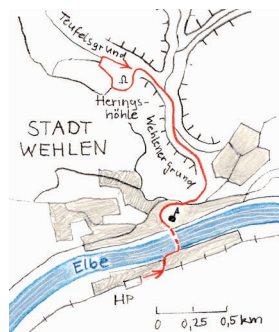 Teufelsgrund
Herings-
höhle
Wehlener Grund
STADT
WEHLEN
Elbe
HP
0 0,25 0,5 km